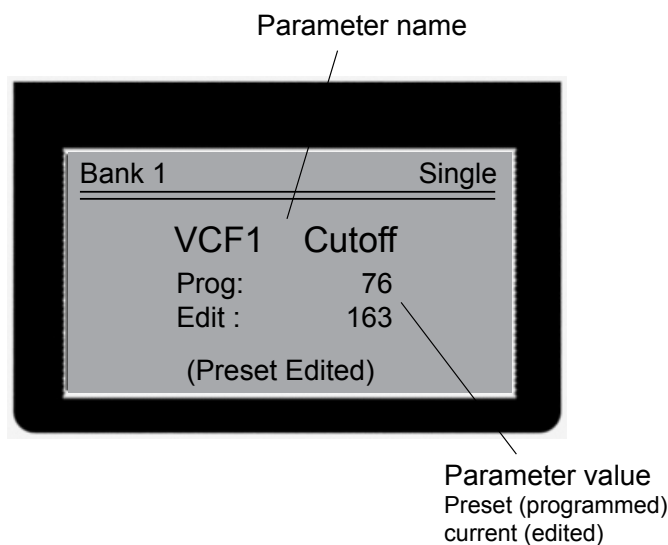 Parameter name
Bank 1 Single
VCF1 Cutoff
Prog: 76
Edit : 163
(Preset Edited)
Parameter value
Preset (programmed)
current (edited)